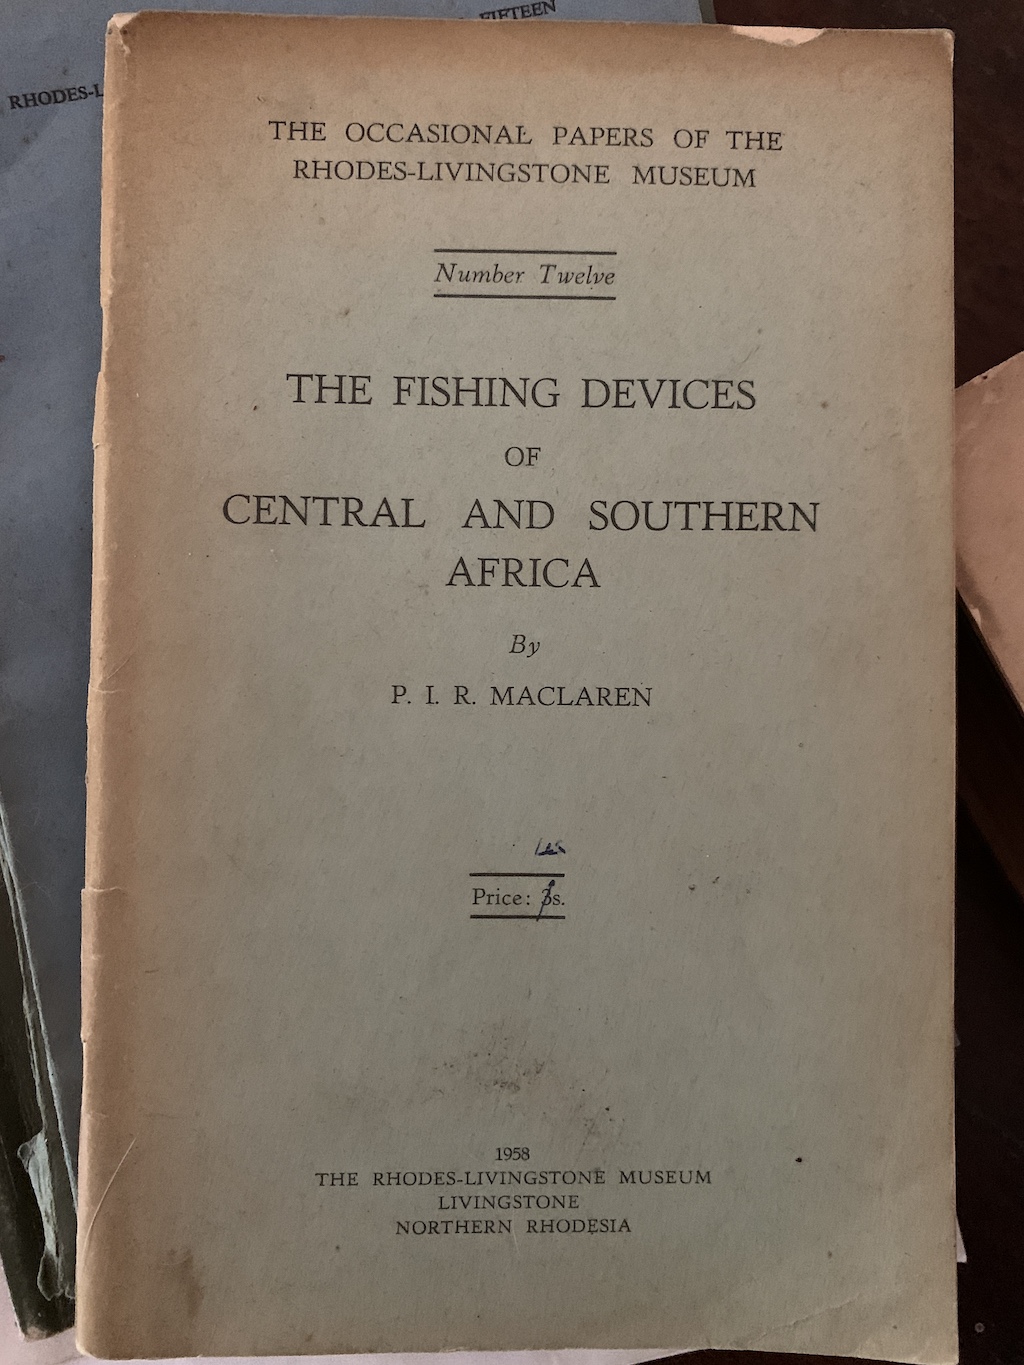 FIFTEEN
RHODES-L
THE OCCASIONAL PAPERS OF THE
RHODES-LIVINGSTONE MUSEUM
Number Twelve
THE FISHING DEVICES
OF
CENTRAL AND SOUTHERN
AFRICA
By
P. I. R. MACLAREN
Price: 3s.
1958
THE RHODES-LIVINGSTONE MUSEUM
LIVINGSTONE
NORTHERN RHODESIA